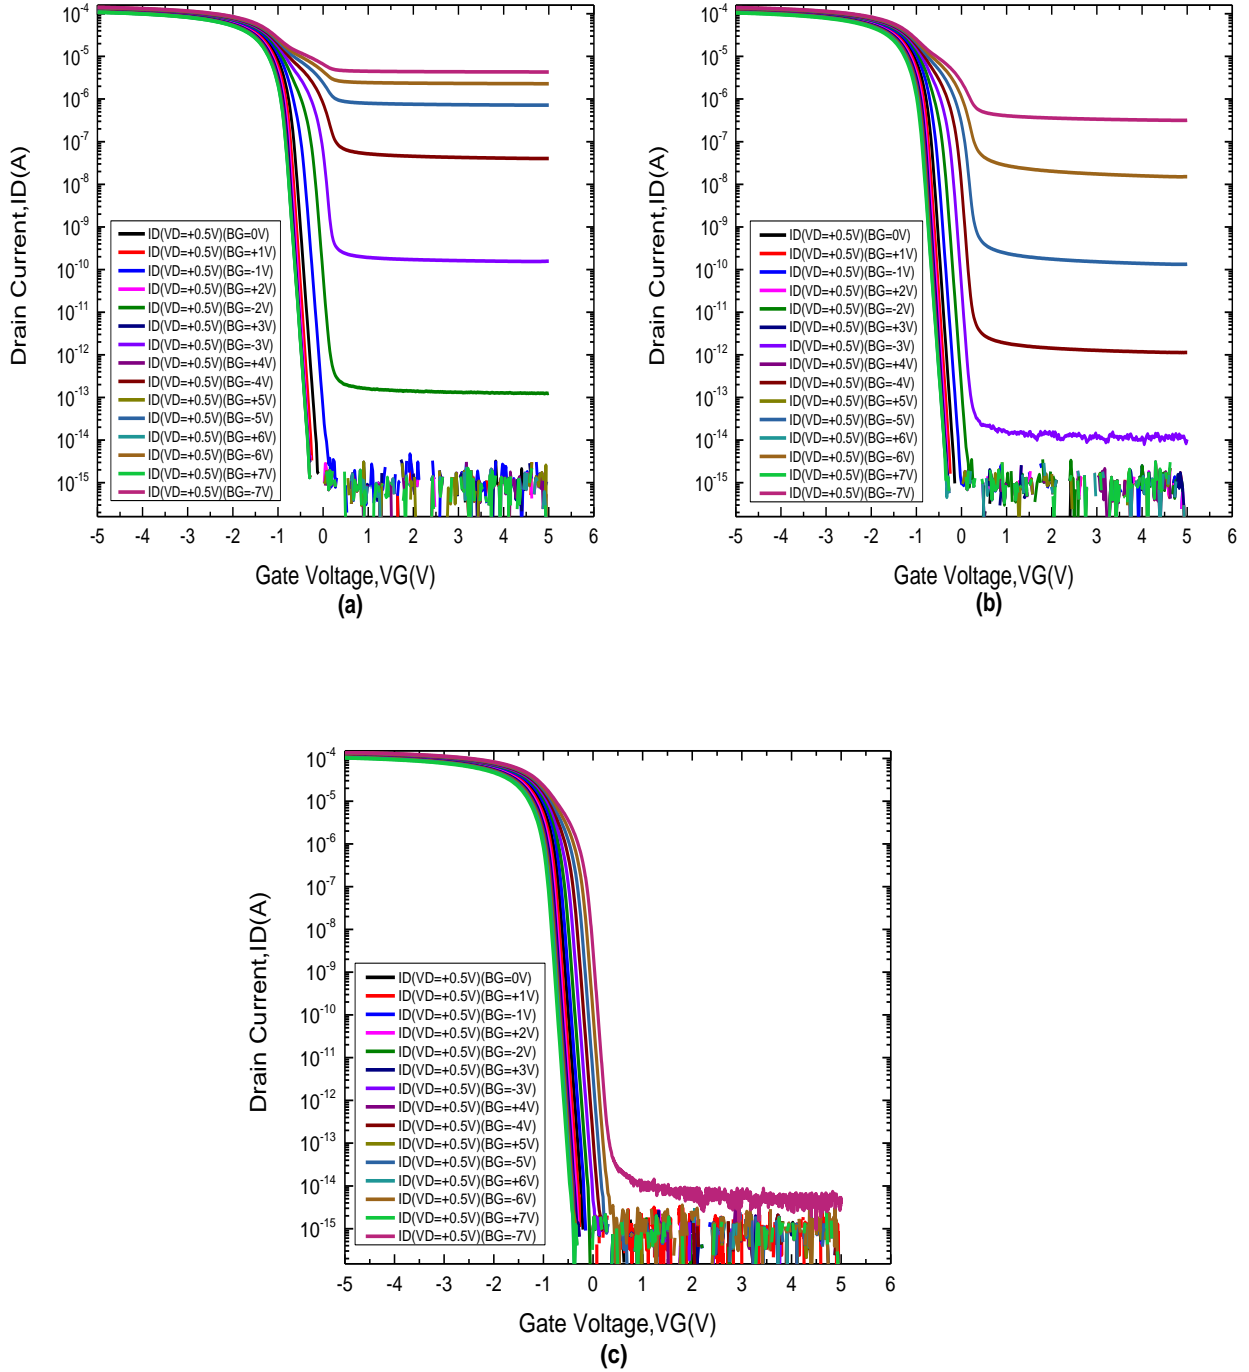 10-4
10-5
10-6
10-7
10-8
10-9
10-10
10-11
10-12
10-13
10-14
10-15
Drain Current,ID(A)
ID(VD=+0.5V)(BG=0V)
ID(VD=+0.5V)(BG=+1V)
ID(VD=+0.5V)(BG=-1V)
ID(VD=+0.5V)(BG=+2V)
ID(VD=+0.5V)(BG=-2V)
ID(VD=+0.5V)(BG=+3V)
ID(VD=+0.5V)(BG=-3V)
ID(VD=+0.5V)(BG=+4V)
ID(VD=+0.5V)(BG=-4V)
ID(VD=+0.5V)(BG=+5V)
ID(VD=+0.5V)(BG=-5V)
ID(VD=+0.5V)(BG=+6V)
ID(VD=+0.5V)(BG=-6V)
ID(VD=+0.5V)(BG=+7V)
ID(VD=+0.5V)(BG=-7V)
-5 -4 -3 -2 -1 0 1 2 3 4 5 6
Gate Voltage,VG(V)
(a)
10-4
10-5
10-6
10-7
10-8
10-9
10-10
10-11
10-12
10-13
10-14
10-15
Drain Current,ID(A)
ID(VD=+0.5V)(BG=0V)
ID(VD=+0.5V)(BG=+1V)
ID(VD=+0.5V)(BG=-1V)
ID(VD=+0.5V)(BG=+2V)
ID(VD=+0.5V)(BG=-2V)
ID(VD=+0.5V)(BG=+3V)
ID(VD=+0.5V)(BG=-3V)
ID(VD=+0.5V)(BG=+4V)
ID(VD=+0.5V)(BG=-4V)
ID(VD=+0.5V)(BG=+5V)
ID(VD=+0.5V)(BG=-5V)
ID(VD=+0.5V)(BG=+6V)
ID(VD=+0.5V)(BG=-6V)
ID(VD=+0.5V)(BG=+7V)
ID(VD=+0.5V)(BG=-7V)
-5 -4 -3 -2 -1 0 1 2 3 4 5 6
Gate Voltage,VG(V)
(b)
10-4
10-5
10-6
10-7
10-8
10-9
10-10
10-11
10-12
10-13
10-14
10-15
Drain Current,ID(A)
ID(VD=+0.5V)(BG=0V)
ID(VD=+0.5V)(BG=+1V)
ID(VD=+0.5V)(BG=-1V)
ID(VD=+0.5V)(BG=+2V)
ID(VD=+0.5V)(BG=-2V)
ID(VD=+0.5V)(BG=+3V)
ID(VD=+0.5V)(BG=-3V)
ID(VD=+0.5V)(BG=+4V)
ID(VD=+0.5V)(BG=-4V)
ID(VD=+0.5V)(BG=+5V)
ID(VD=+0.5V)(BG=-5V)
ID(VD=+0.5V)(BG=+6V)
ID(VD=+0.5V)(BG=-6V)
ID(VD=+0.5V)(BG=+7V)
ID(VD=+0.5V)(BG=-7V)
-5 -4 -3 -2 -1 0 1 2 3 4 5 6
Gate Voltage,VG(V)
(c)